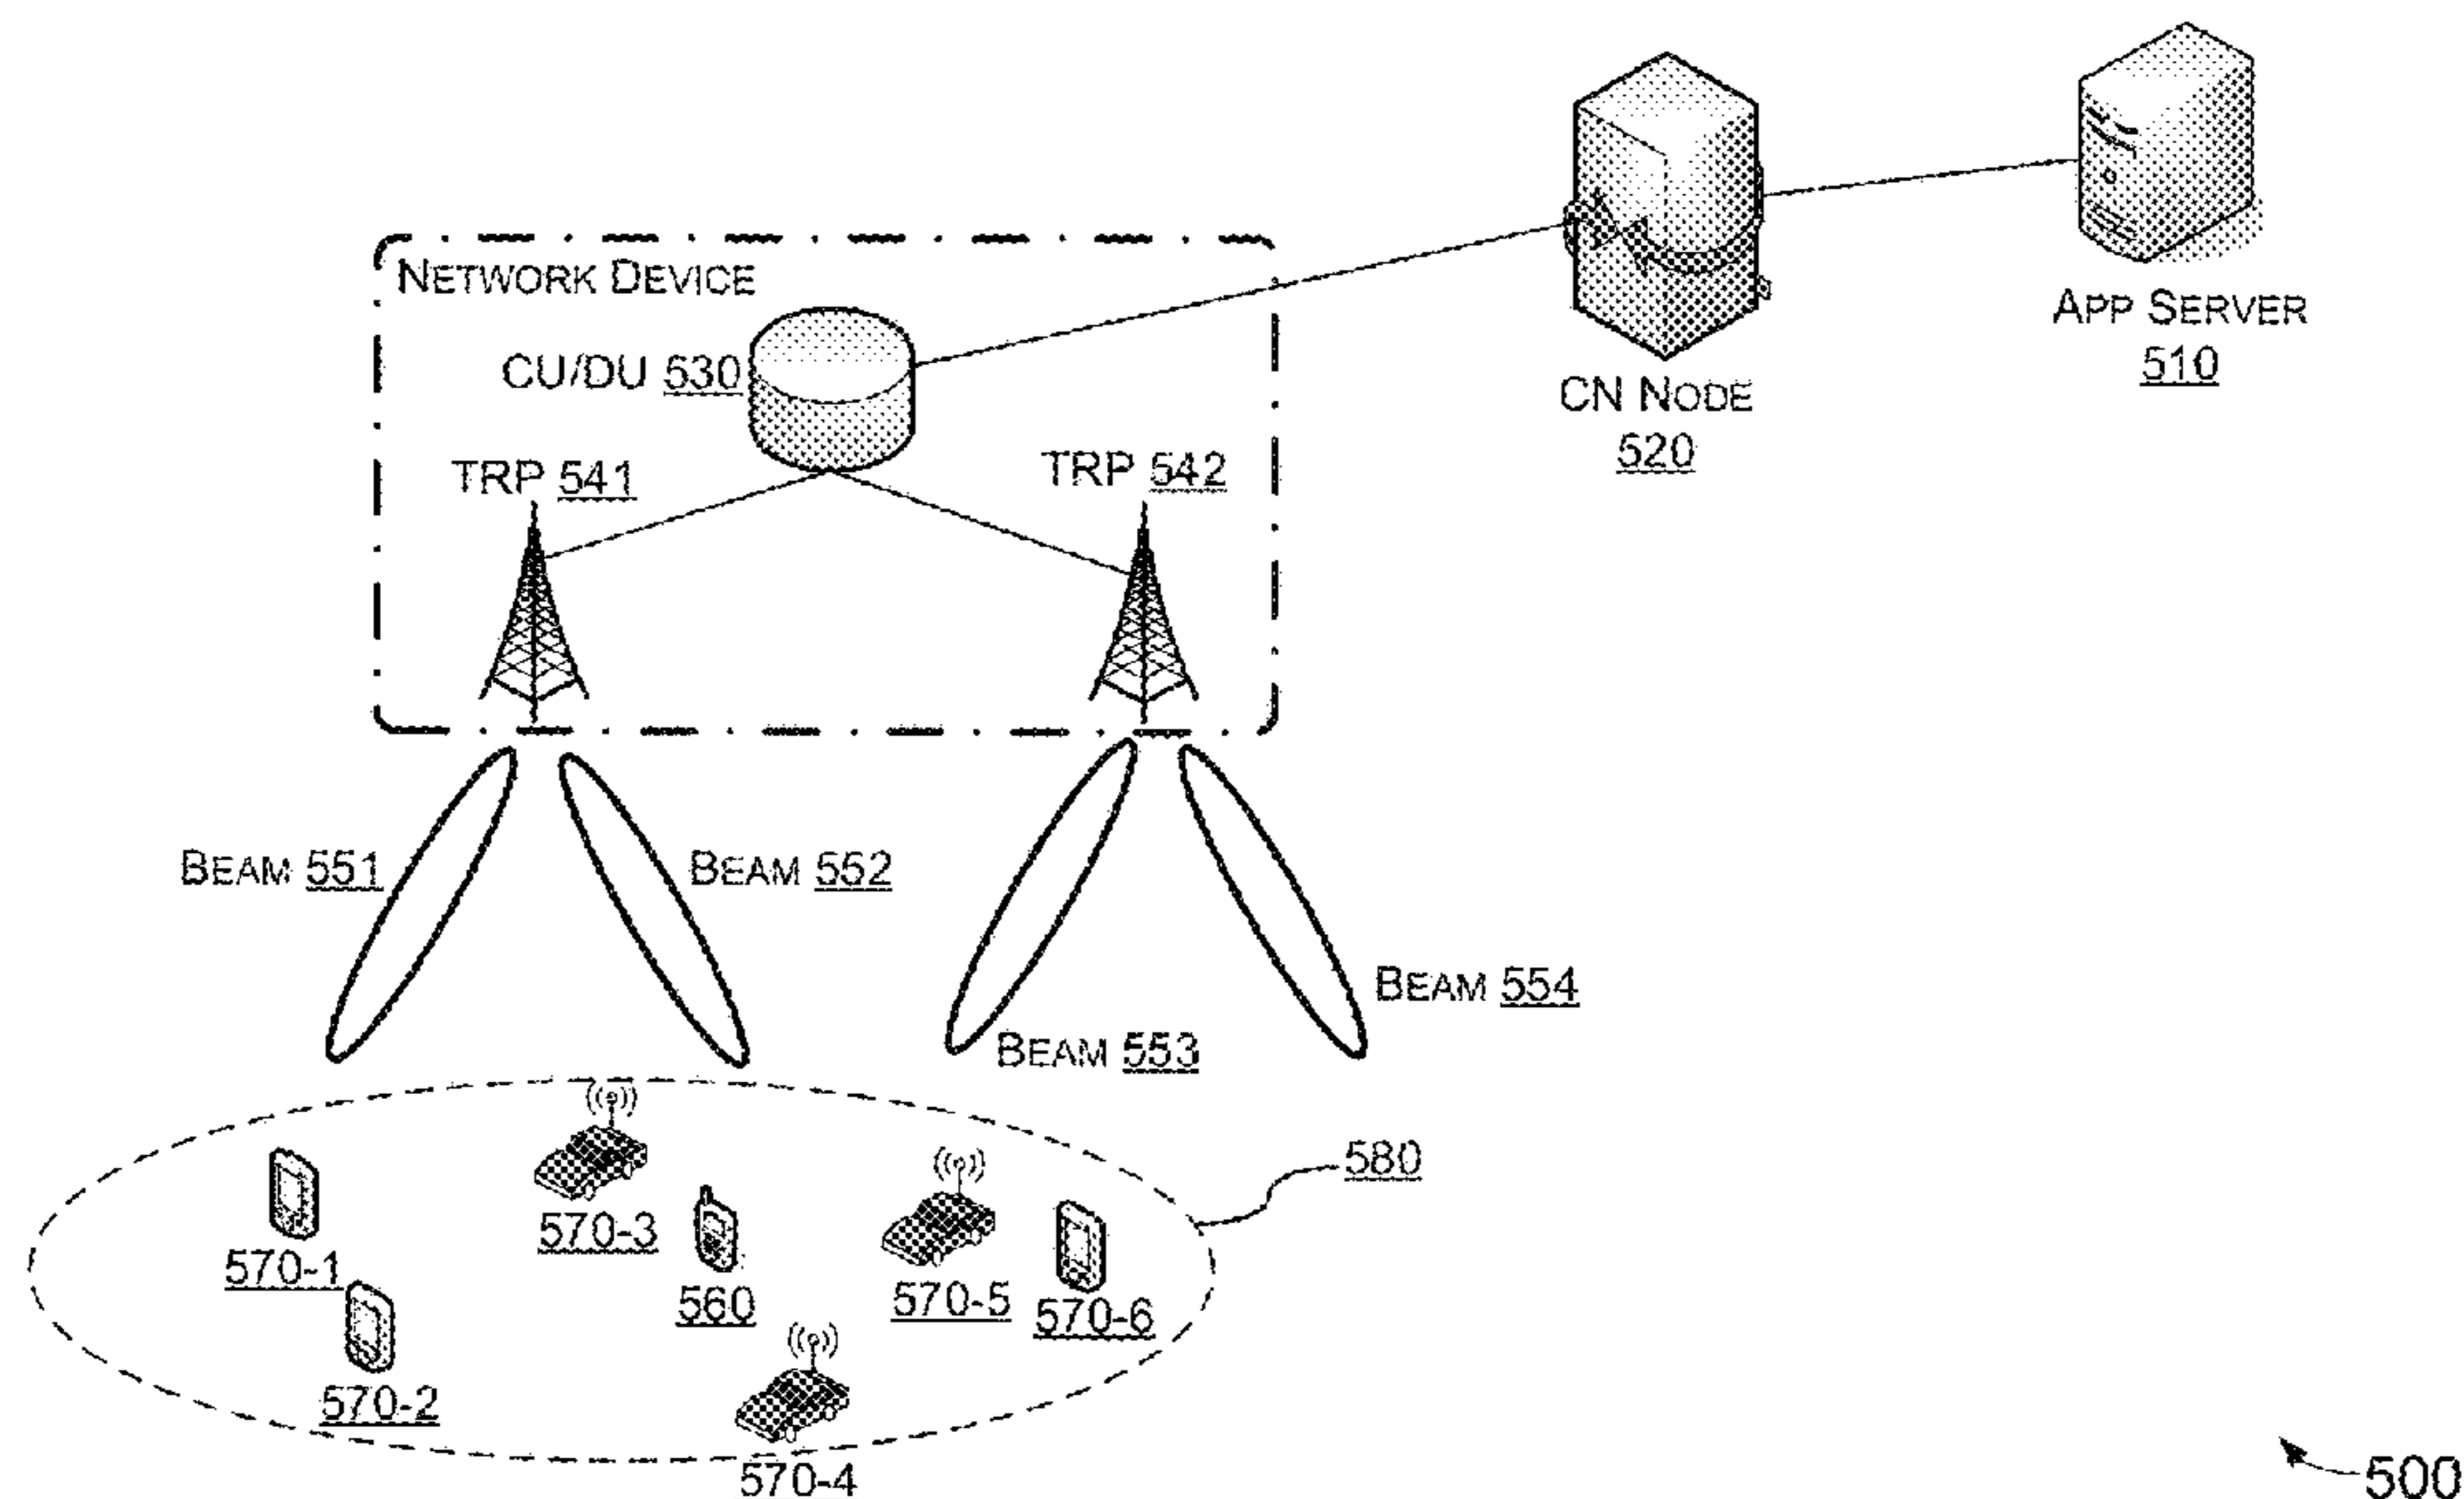 NETWORK DEVICE
CU/DU 530
TRP 541
TRP 542
CN NODE
520
APP SERVER
510
BEAM 551
BEAM 552
BEAM 553
BEAM 554
580
570-1
570-2
570-3
560
570-4
570-5
570-6
500